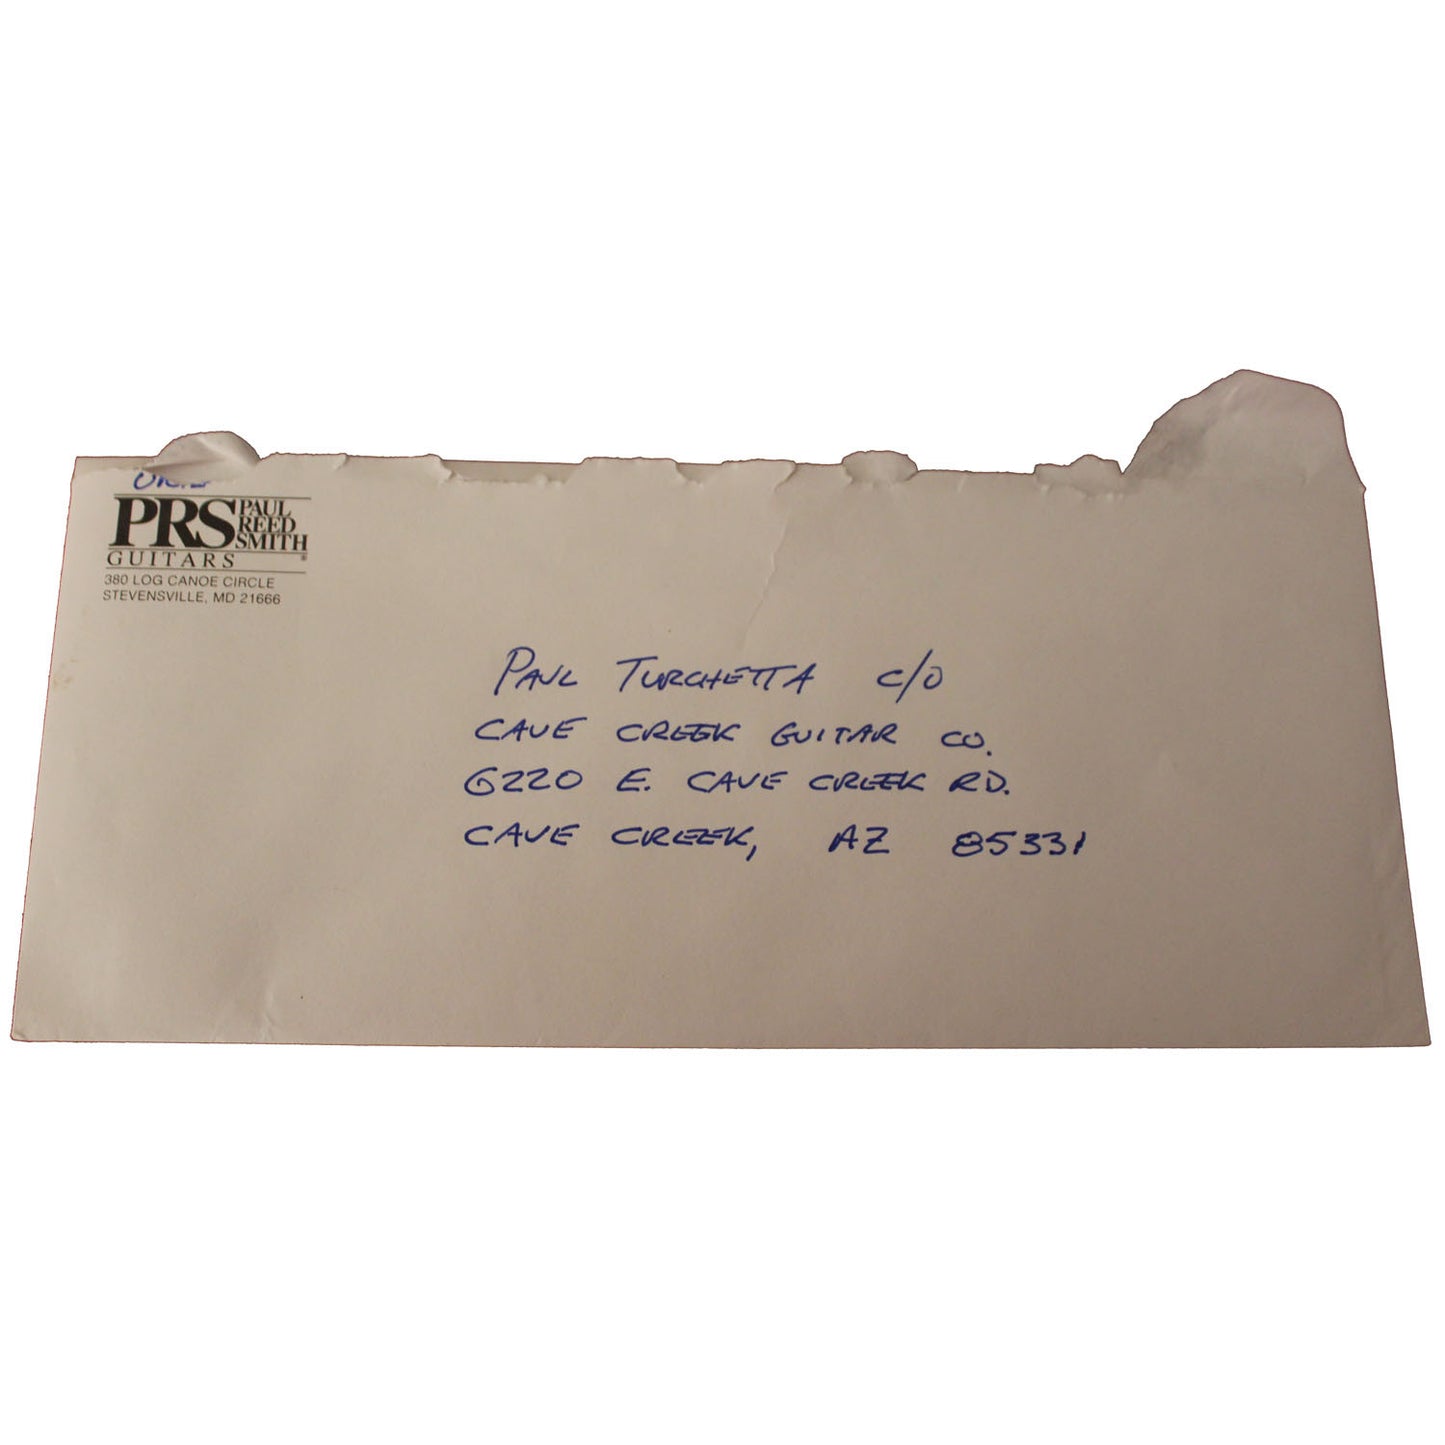 PRS PAUL REED SMITH
GUITARS ®
380 LOG CANOE CIRCLE
STEVENSVILLE, MD 21666
PAUL TURCHETTA C/O
CAVE CREEK GUITAR CO.
6220 E. CAVE CREEK RD.
CAVE CREEK, AZ 85331